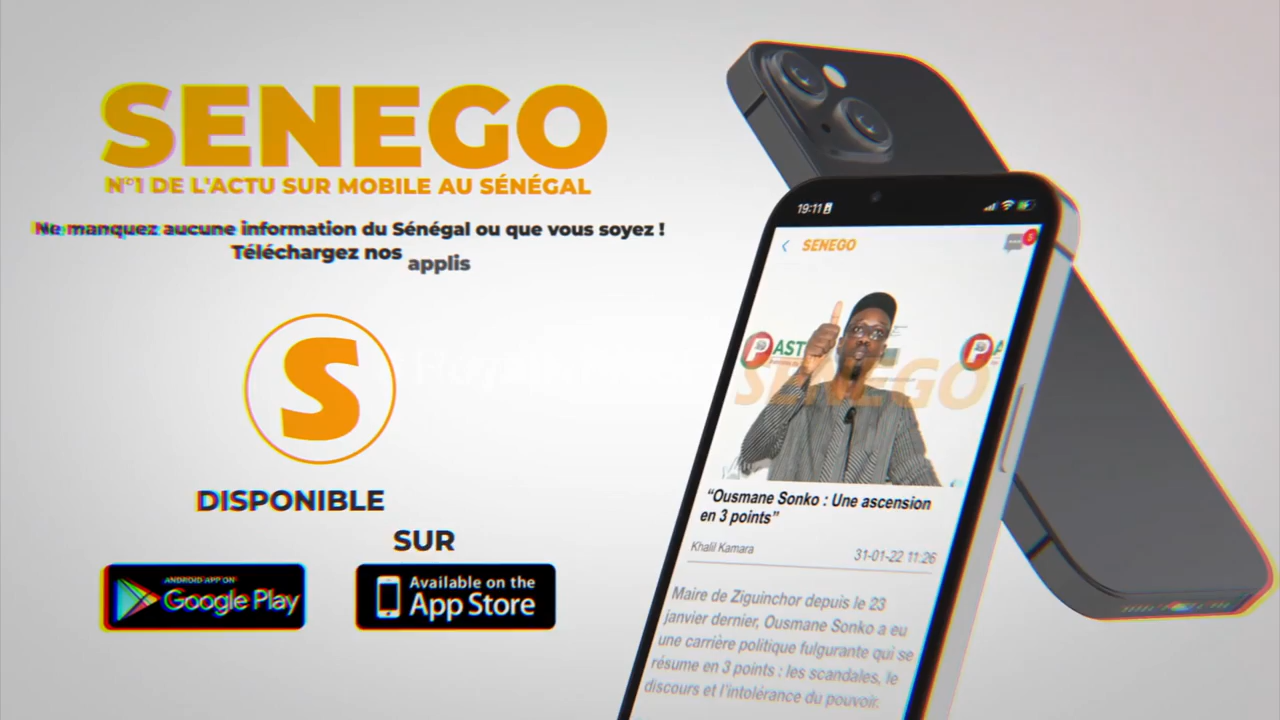 SENEGO
N°1 DE L'ACTU SUR MOBILE AU SÉNÉGAL
Ne manquez aucune information du Sénégal ou que vous soyez !
Téléchargez nos applis
S
DISPONIBLE
SUR
ANDROID APP ON
Google Play
Available on the
App Store
19:11
SENEGO
5
PAST
P
SENEGO
“Ousmane Sonko : Une ascension
en 3 points”
Khalil Kamara
31-01-22 11:26
Maire de Ziguinchor depuis le 23
janvier dernier, Ousmane Sonko a eu
une carrière politique fulgurante qui se
résume en 3 points : les scandales, le
discours et l'intolérance du pouvoir.